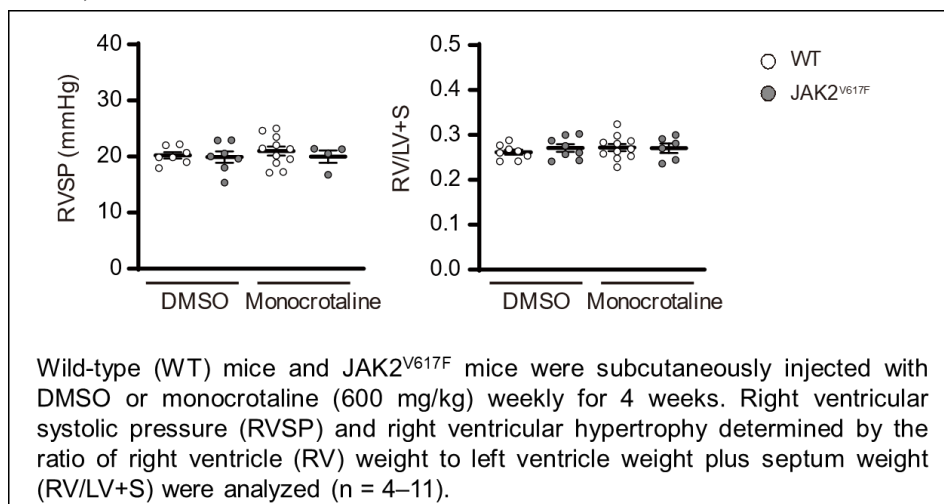 40
30
20
10
0
RVSP (mmHg)
DMSO Monocrotaline
0.5
0.4
0.3
0.2
0.1
0.0
RV/LV+S
DMSO Monocrotaline
WT
JAK2V617F
Wild-type (WT) mice and JAK2V617F mice were subcutaneously injected with
DMSO or monocrotaline (600 mg/kg) weekly for 4 weeks. Right ventricular
systolic pressure (RVSP) and right ventricular hypertrophy determined by the
ratio of right ventricle (RV) weight to left ventricle weight plus septum weight
(RV/LV+S) were analyzed (n = 4–11).